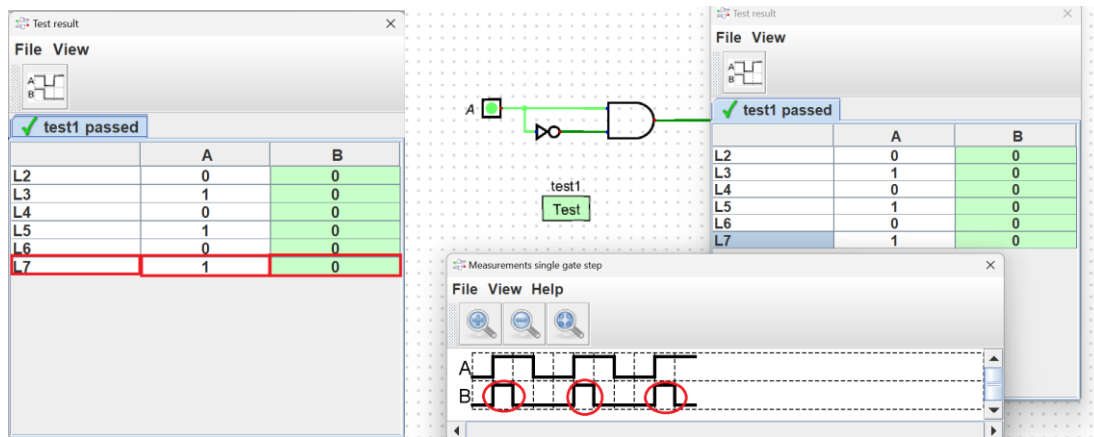 Test result
File View
A
B
test1 passed
A B
L2 0 0
L3 1 0
L4 0 0
L5 1 0
L6 0 0
L7 1 0
A
test1
Test
Test result
File View
A
B
test1 passed
A B
L2 0 0
L3 1 0
L4 0 0
L5 1 0
L6 0 0
L7 1 0
Measurements single gate step
File View Help
A
B